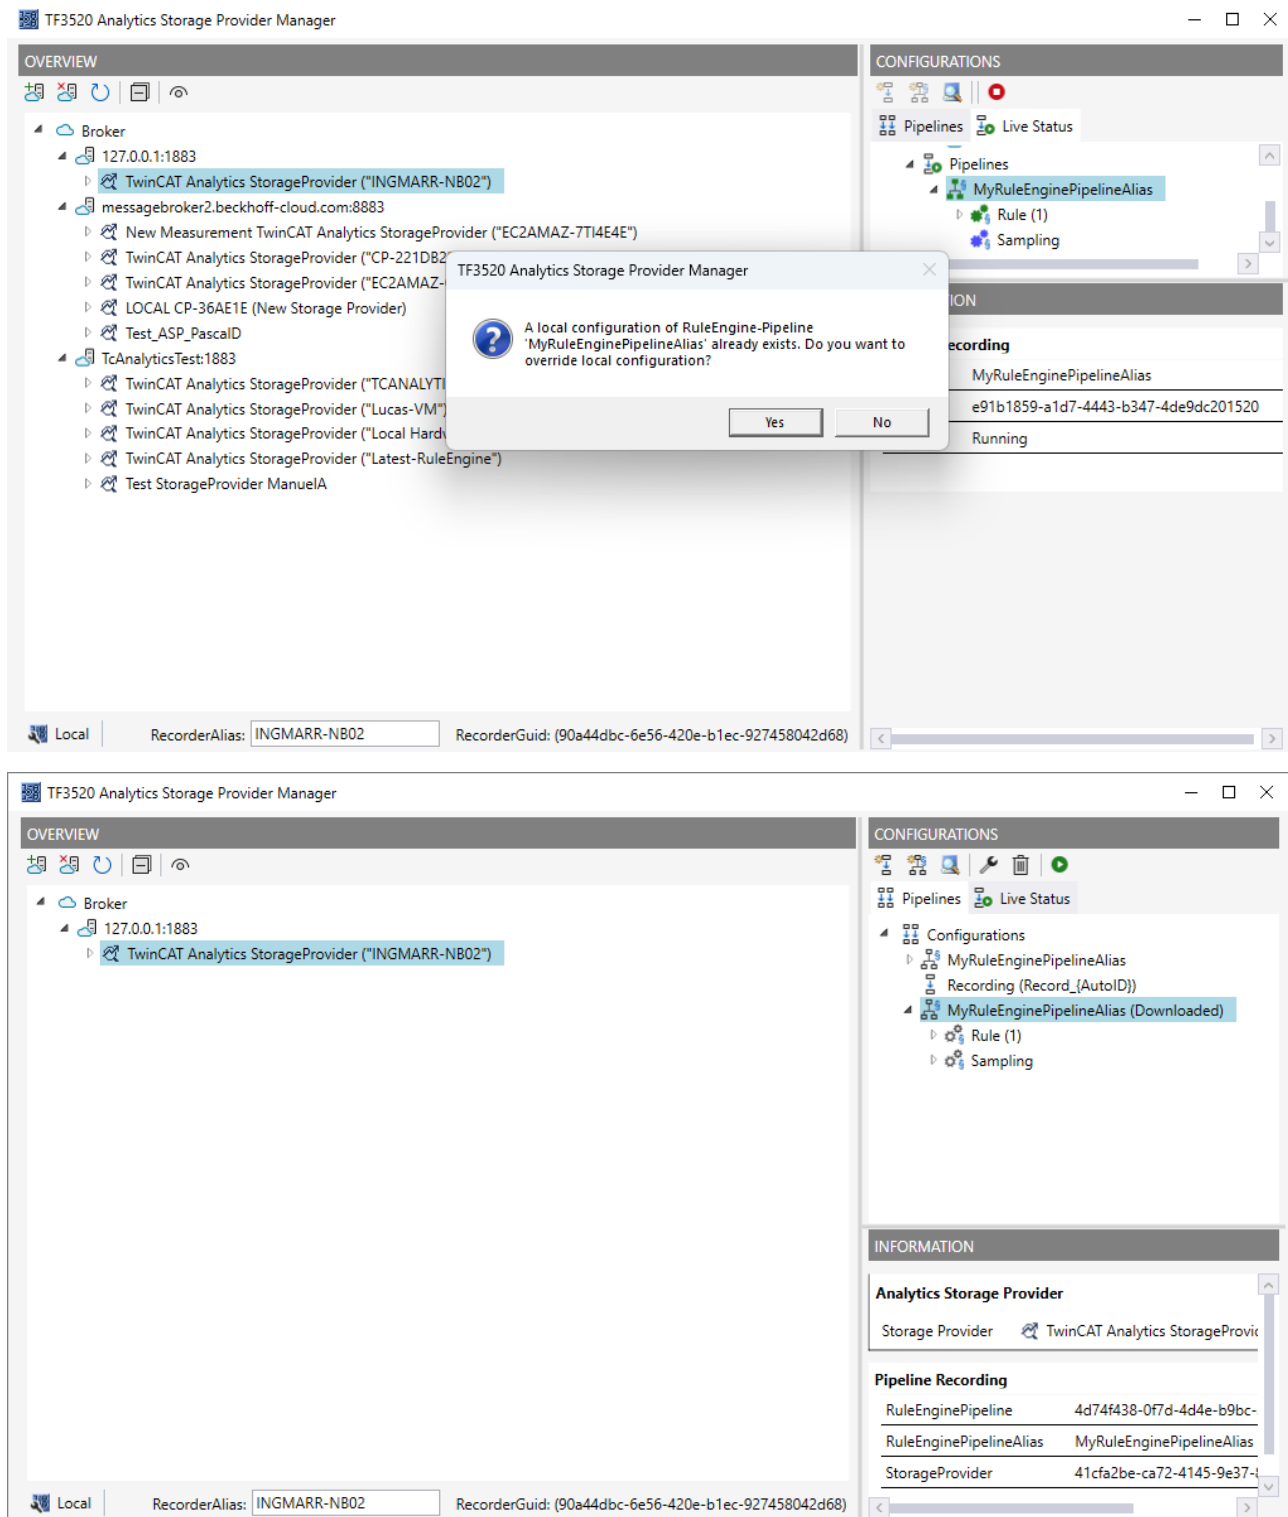 TF3520 Analytics Storage Provider Manager
OVERVIEW
Broker
127.0.0.1:1883
TwinCAT Analytics StorageProvider ("INGMARR-NB02")
messagebroker2.beckhoff-cloud.com:8883
New Measurement TwinCAT Analytics StorageProvider ("EC2AMAZ-7TI4E4E")
TwinCAT Analytics StorageProvider ("CP-221DB2
TwinCAT Analytics StorageProvider ("EC2AMAZ-
LOCAL CP-36AE1E (New Storage Provider)
Test_ASP_PascalD
TcAnalyticsTest:1883
TwinCAT Analytics StorageProvider ("TCANALYTI
TwinCAT Analytics StorageProvider ("Lucas-VM")
TwinCAT Analytics StorageProvider ("Local Hardw
TwinCAT Analytics StorageProvider ("Latest-RuleEngine")
Test StorageProvider ManuelA
Local RecorderAlias: INGMARR-NB02 RecorderGuid: (90a44dbc-6e56-420e-b1ec-927458042d68)
CONFIGURATIONS
Pipelines Live Status
Pipelines
MyRuleEnginePipelineAlias
Rule (1)
Sampling
ION
ecording
MyRuleEnginePipelineAlias
e91b1859-a1d7-4443-b347-4de9dc201520
Running
TF3520 Analytics Storage Provider Manager
A local configuration of RuleEngine-Pipeline
'MyRuleEnginePipelineAlias' already exists. Do you want to
override local configuration?
Yes No
TF3520 Analytics Storage Provider Manager
OVERVIEW
Broker
127.0.0.1:1883
TwinCAT Analytics StorageProvider ("INGMARR-NB02")
Local RecorderAlias: INGMARR-NB02 RecorderGuid: (90a44dbc-6e56-420e-b1ec-927458042d68)
CONFIGURATIONS
Pipelines Live Status
Configurations
MyRuleEnginePipelineAlias
Recording (Record_{AutoID})
MyRuleEnginePipelineAlias (Downloaded)
Rule (1)
Sampling
INFORMATION
Analytics Storage Provider
Storage Provider TwinCAT Analytics StorageProvic
Pipeline Recording
RuleEnginePipeline 4d74f438-0f7d-4d4e-b9bc-
RuleEnginePipelineAlias MyRuleEnginePipelineAlias
StorageProvider 41cfa2be-ca72-4145-9e37-